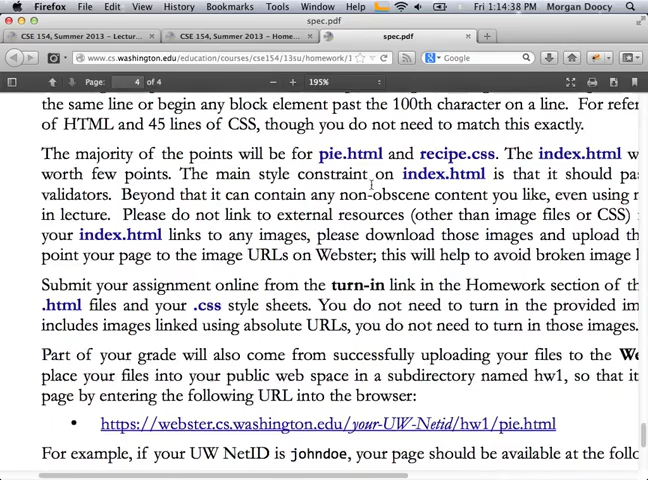 Firefox File Edit View History Bookmarks Tools Window Help Fri 1:14:38 PM Morgan Doocy
spec.pdf
CSE 154, Summer 2013 – Lectur... CSE 154, Summer 2013 – Homew... spec.pdf
www.cs.washington.edu/education/courses/cse154/13su/homework/1 Google
Page: 4 of 4 195%
the same line or begin any block element past the 100th character on a line. For refer
of HTML and 45 lines of CSS, though you do not need to match this exactly.
The majority of the points will be for pie.html and recipe.css. The index.html w
worth few points. The main style constraint on index.html is that it should pa
validators. Beyond that it can contain any non-obscene content you like, even using
in lecture. Please do not link to external resources (other than image files or CSS)
your index.html links to any images, please download those images and upload th
point your page to the image URLs on Webster; this will help to avoid broken image
Submit your assignment online from the turn-in link in the Homework section of th
.html files and your .css style sheets. You do not need to turn in the provided im
includes images linked using absolute URLs, you do not need to turn in those images.
Part of your grade will also come from successfully uploading your files to the We
place your files into your public web space in a subdirectory named hw1, so that it
page by entering the following URL into the browser:
• https://webster.cs.washington.edu/your-UW-Netid/hw1/pie.html
For example, if your UW NetID is johndoe, your page should be available at the follo